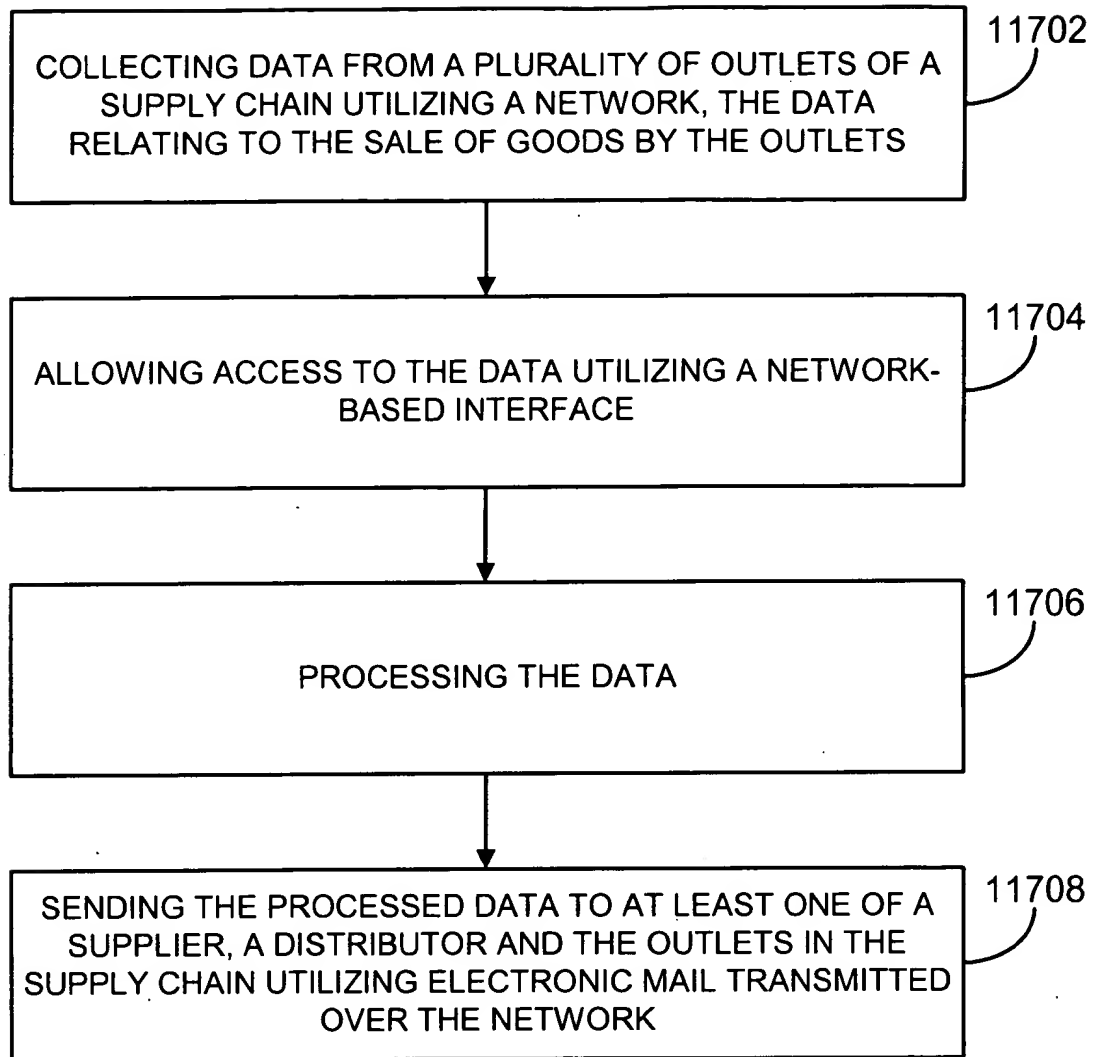 11702
COLLECTING DATA FROM A PLURALITY OF OUTLETS OF A
SUPPLY CHAIN UTILIZING A NETWORK, THE DATA
RELATING TO THE SALE OF GOODS BY THE OUTLETS
11704
ALLOWING ACCESS TO THE DATA UTILIZING A NETWORK-
BASED INTERFACE
11706
PROCESSING THE DATA
11708
SENDING THE PROCESSED DATA TO AT LEAST ONE OF A
SUPPLIER, A DISTRIBUTOR AND THE OUTLETS IN THE
SUPPLY CHAIN UTILIZING ELECTRONIC MAIL TRANSMITTED
OVER THE NETWORK